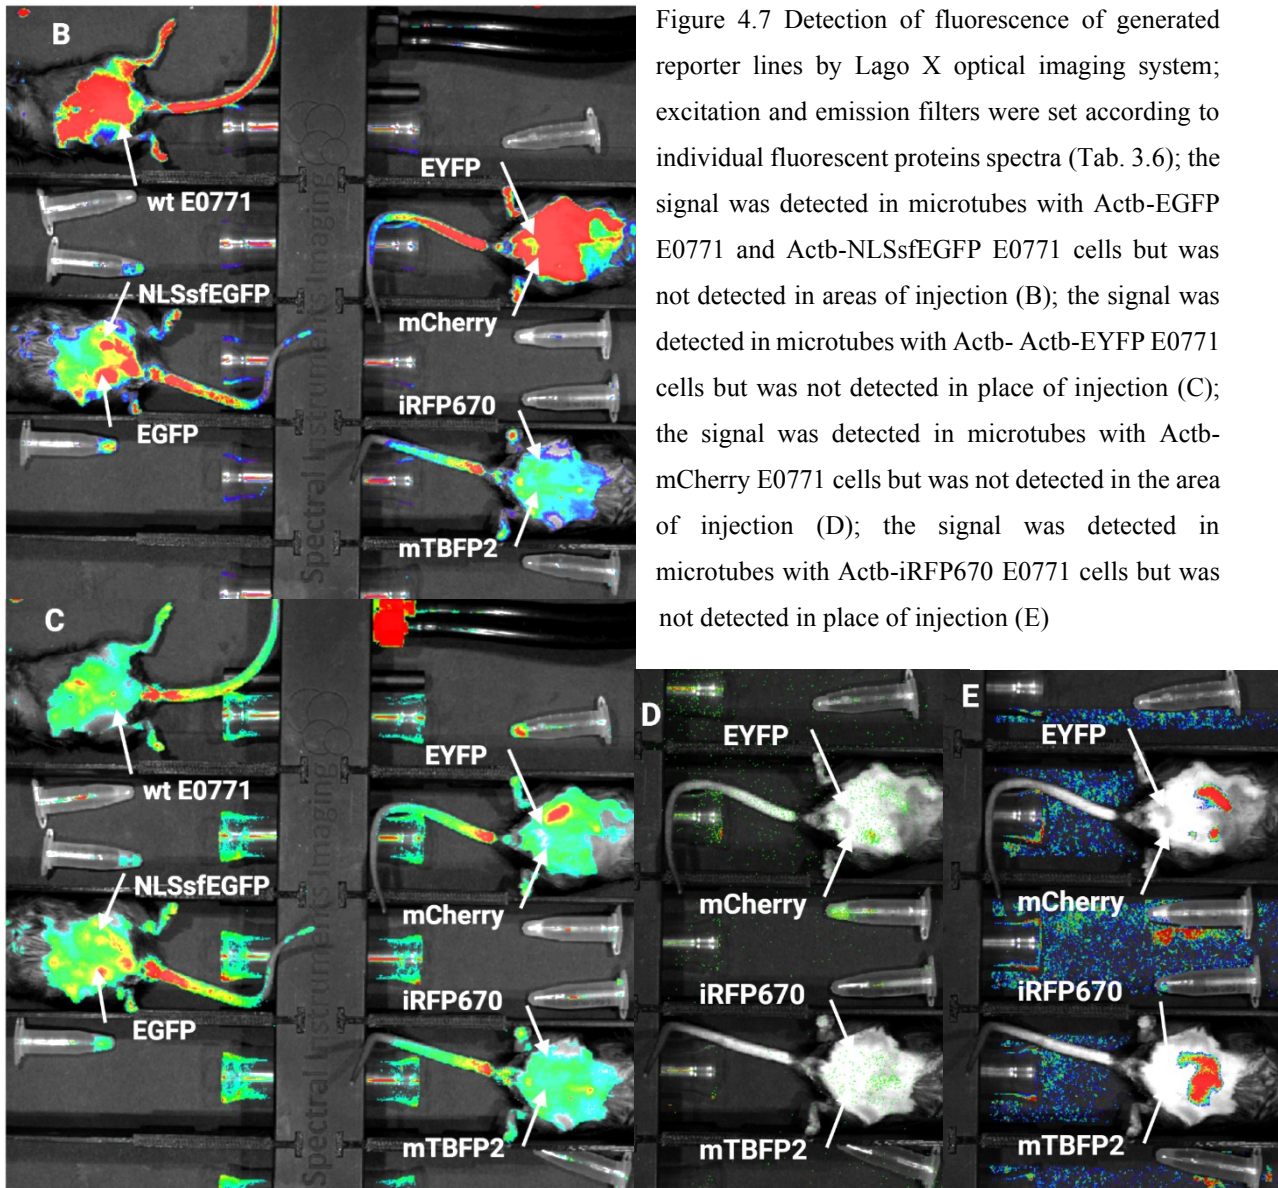 B
wt E0771
NLSsfEGFP
EGFP
EYFP
mCherry
iRFP670
mTBFP2
Spectral Instruments Imaging
Figure 4.7 Detection of fluorescence of generated
reporter lines by Lago X optical imaging system;
excitation and emission filters were set according to
individual fluorescent proteins spectra (Tab. 3.6); the
signal was detected in microtubes with Actb-EGFP
E0771 and Actb-NLSsfEGFP E0771 cells but was
not detected in areas of injection (B); the signal was
detected in microtubes with Actb- Actb-EYFP E0771
cells but was not detected in place of injection (C);
the signal was detected in microtubes with Actb-
mCherry E0771 cells but was not detected in the area
of injection (D); the signal was detected in
microtubes with Actb-iRFP670 E0771 cells but was
not detected in place of injection (E)
C
wt E0771
NLSsfEGFP
EGFP
EYFP
mCherry
iRFP670
mTBFP2
Spectral Instruments Imaging
D
EYFP
mCherry
iRFP670
mTBFP2
E
EYFP
mCherry
iRFP670
mTBFP2